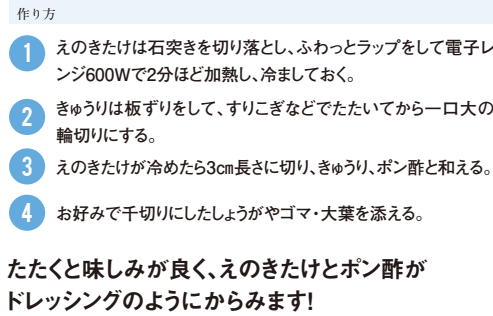 作り方
1 えのきたけは石突きを切り落とし、ふわっとラップをして電子レ
ンジ600Wで2分ほど加熱し、冷ましておく。
2 きゅうりは板ずりをして、すりこぎなどでたたいてから一口大の
輪切りにする。
3 えのきたけが冷めたら3㎝長さに切り、きゅうり、ポン酢と和える。
4 お好みで千切りにしたしょうがやゴマ・大葉を添える。
たたくと味しみが良く、えのきたけとポン酢が
ドレッシングのようにからみます!